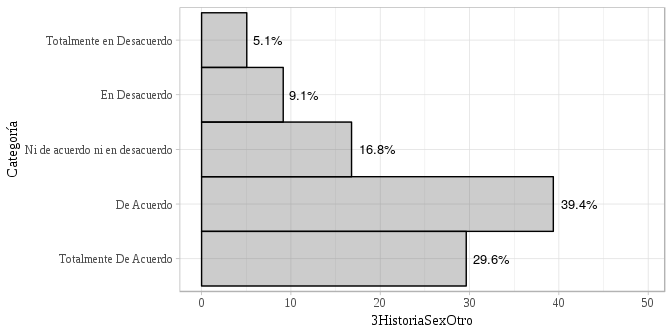 Totalmente en Desacuerdo 5.1%
En Desacuerdo 9.1%
Ni de acuerdo ni en desacuerdo 16.8%
De Acuerdo 39.4%
Totalmente De Acuerdo 29.6%
Categoría
0 10 20 30 40 50
3HistoriaSexOtro